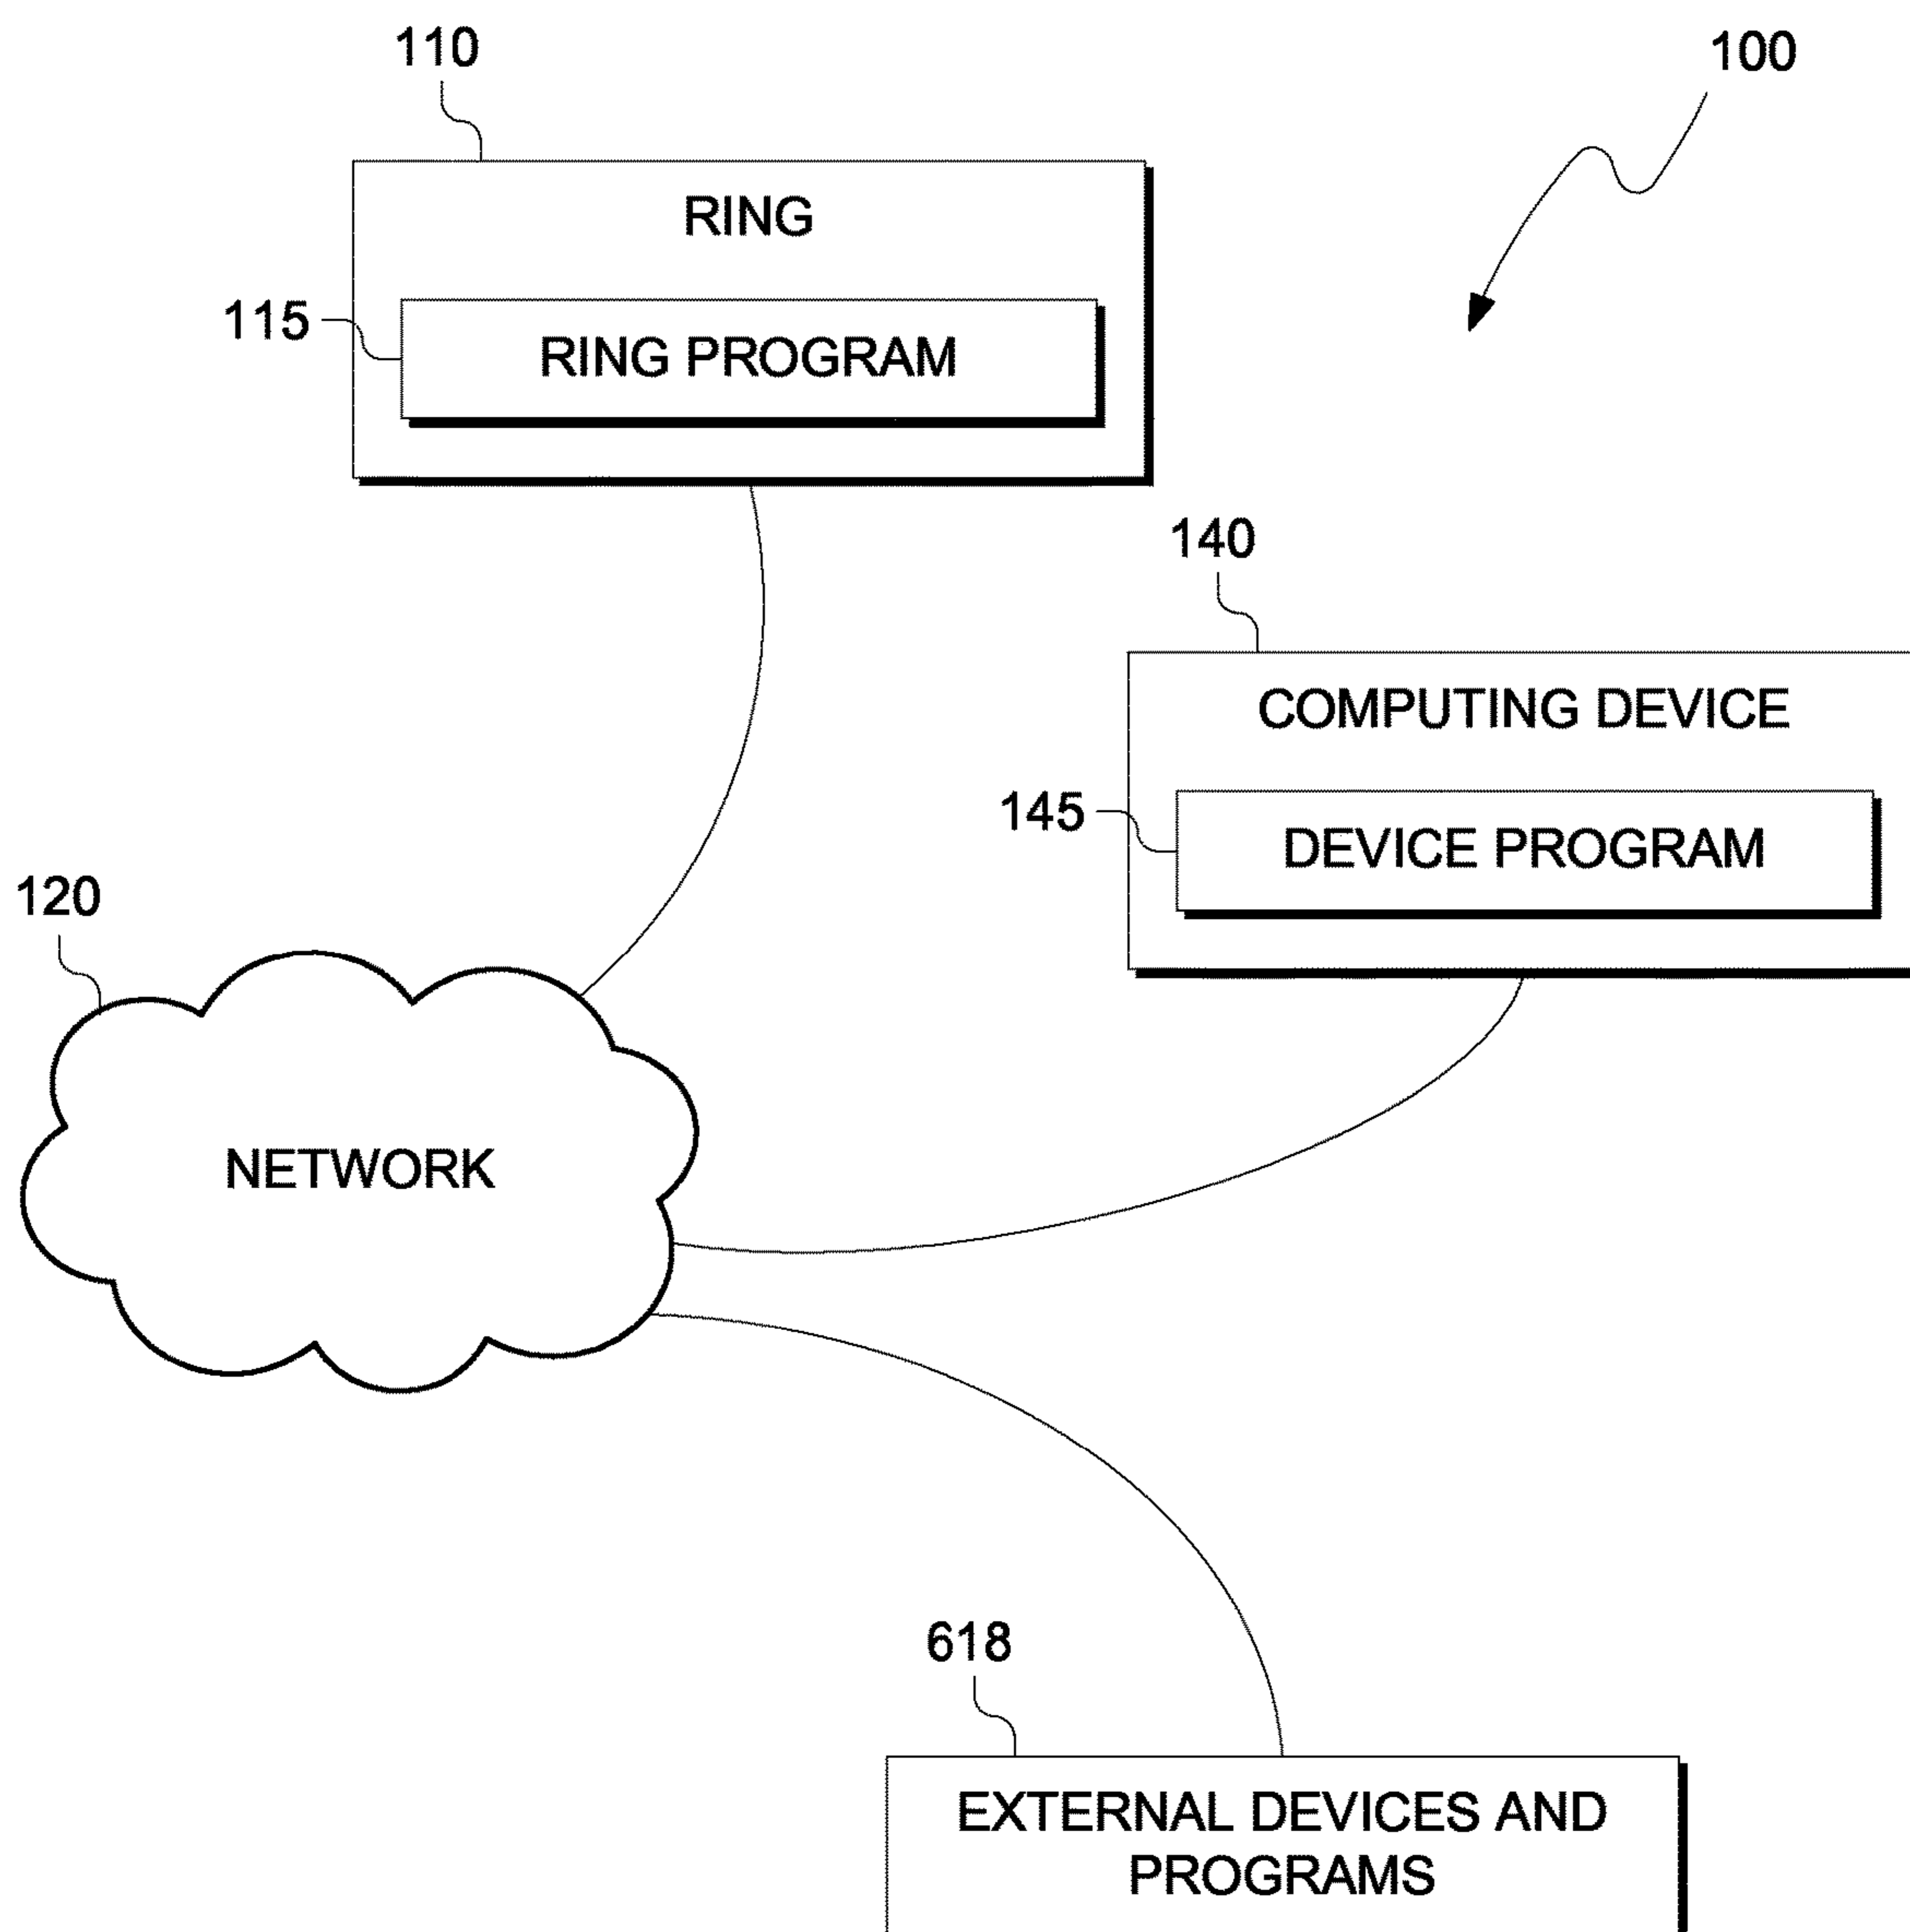 110
100
RING
115
RING PROGRAM
140
COMPUTING DEVICE
145
DEVICE PROGRAM
120
NETWORK
618
EXTERNAL DEVICES AND
PROGRAMS